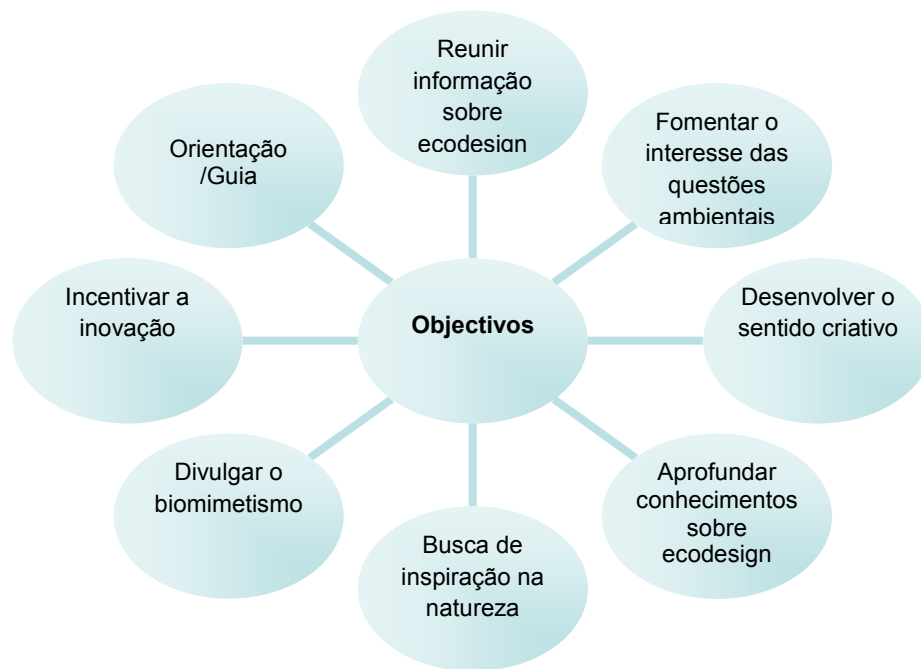 Reunir
informação
sobre
ecodesign
Fomentar o
interesse das
questões
ambientais
Desenvolver o
sentido criativo
Aprofundar
conhecimentos
sobre
ecodesign
Busca de
inspiração na
natureza
Divulgar o
biomimetismo
Incentivar a
inovação
Orientação
/Guia
Objectivos